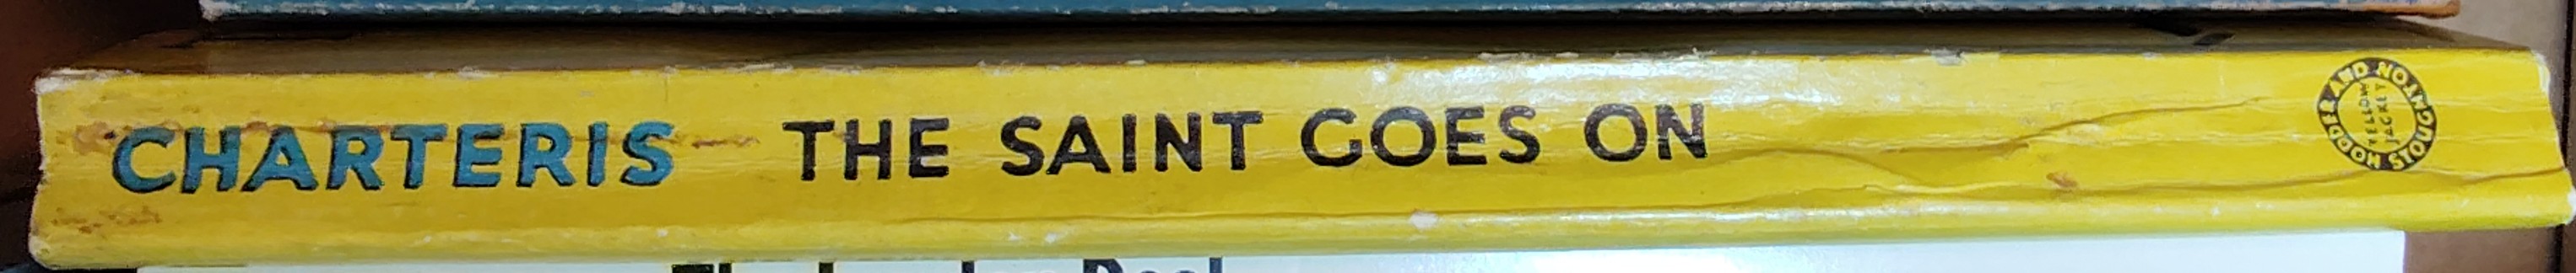 CHARTERIS THE SAINT GOES ON
HODDER AND STOUGHTON
YELLOW
JACKET